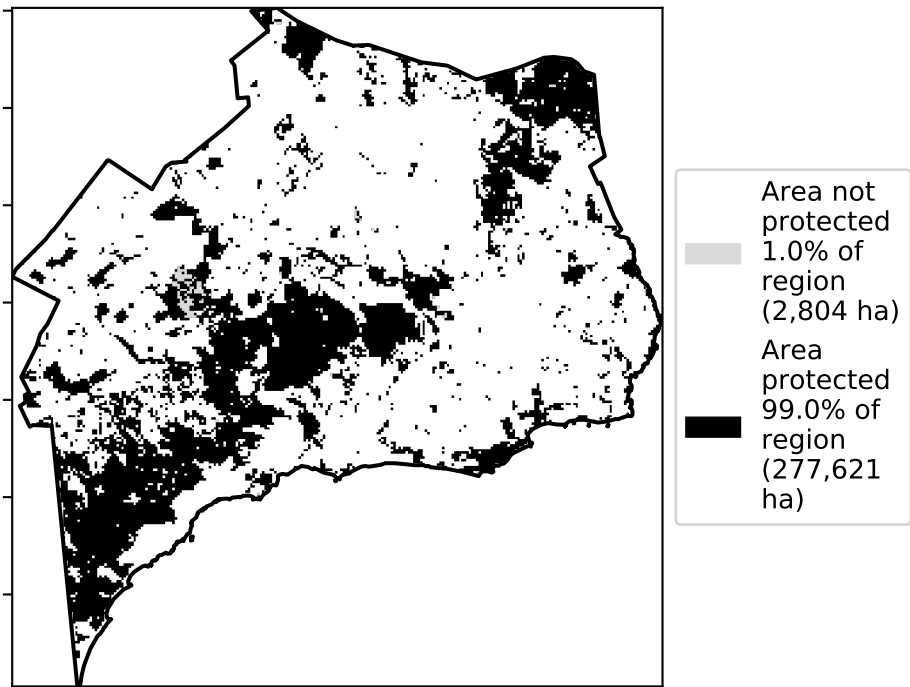 Area not
protected
1.0% of
region
(2,804 ha)
Area
protected
99.0% of
region
(277,621
ha)